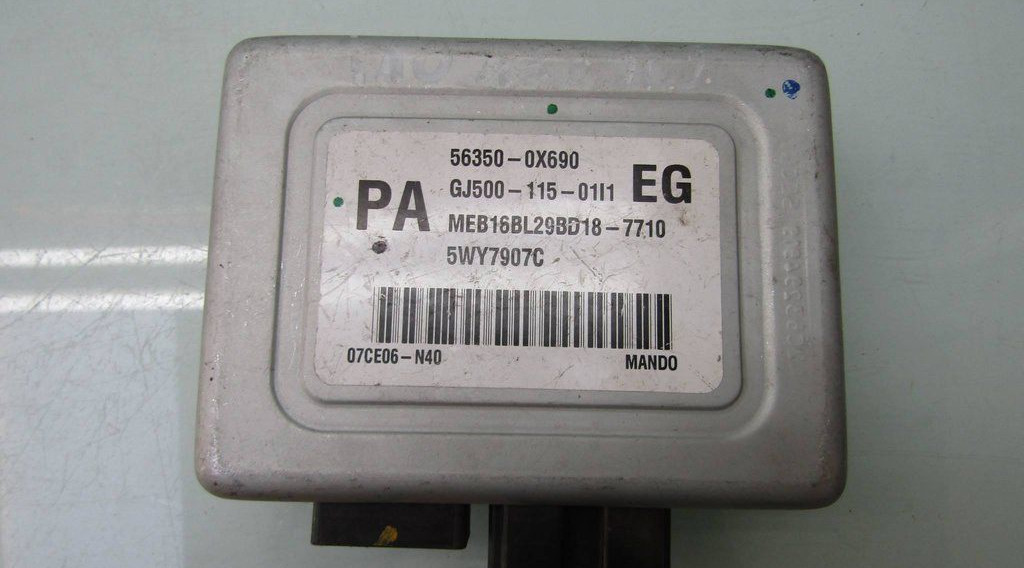 56350-0X690
PA
GJ500-115-01I1
EG
MEB16BL29BD18-7710
5WY7907C
07CE06-N40
MANDO